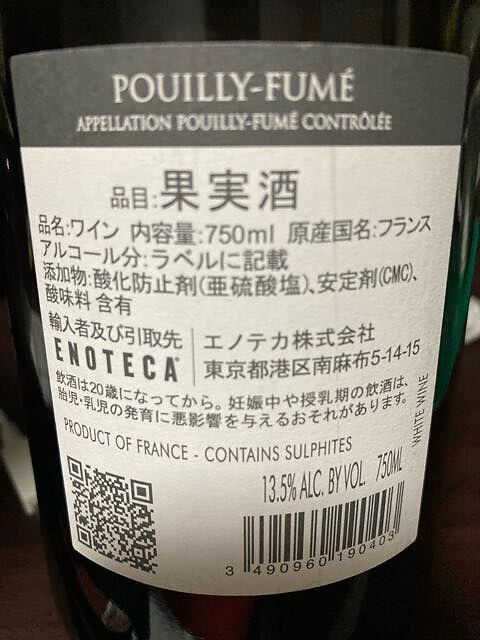 POUILLY-FUMÉ
APPELLATION POUILLY-FUMÉ CONTRÔLÉE
品目:果実酒
品名:ワイン 内容量:750ml 原産国名:フランス
アルコール分:ラベルに記載
添加物:酸化防止剤(亜硫酸塩)、安定剤(CMC)、
酸味料 含有
輸入者及び引取先
ENOTECA
エノテカ株式会社
東京都港区南麻布5-14-15
飲酒は20歳になってから。妊娠中や授乳期の飲酒は、
胎児・乳児の発育に悪影響を与えるおそれがあります。
PRODUCT OF FRANCE - CONTAINS SULPHITES
13.5% ALC. BY VOL. 750ML
WHITE WINE
3 490960 190403